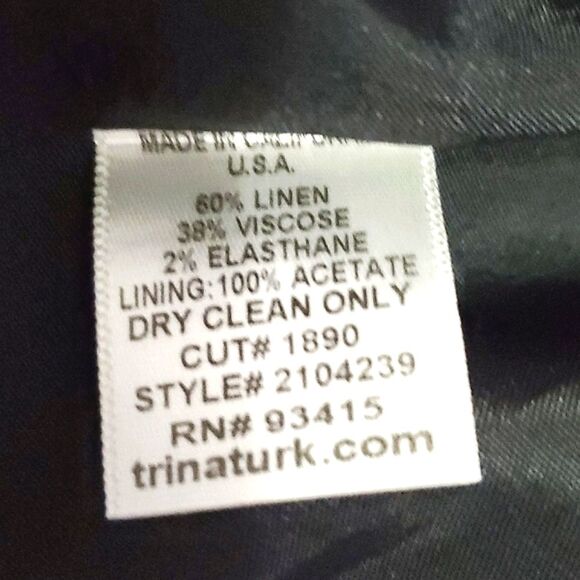 MADE IN CALIFORNIA
U.S.A.
60% LINEN
38% VISCOSE
2% ELASTHANE
LINING:100% ACETATE
DRY CLEAN ONLY
CUT# 1890
STYLE# 2104239
RN# 93415
trinaturk.com